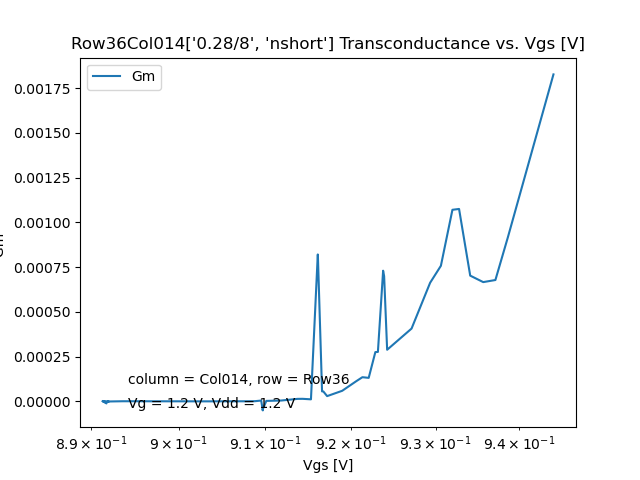 Row36Col014['0.28/8', 'nshort'] Transconductance vs. Vgs [V]
Gm
0.00175
0.00150
0.00125
0.00100
0.00075
0.00050
0.00025
0.00000
column = Col014, row = Row36
Vg = 1.2 V, Vdd = 1.2 V
8.9 × 10⁻¹ 9 × 10⁻¹ 9.1 × 10⁻¹ 9.2 × 10⁻¹ 9.3 × 10⁻¹ 9.4 × 10⁻¹
Vgs [V]